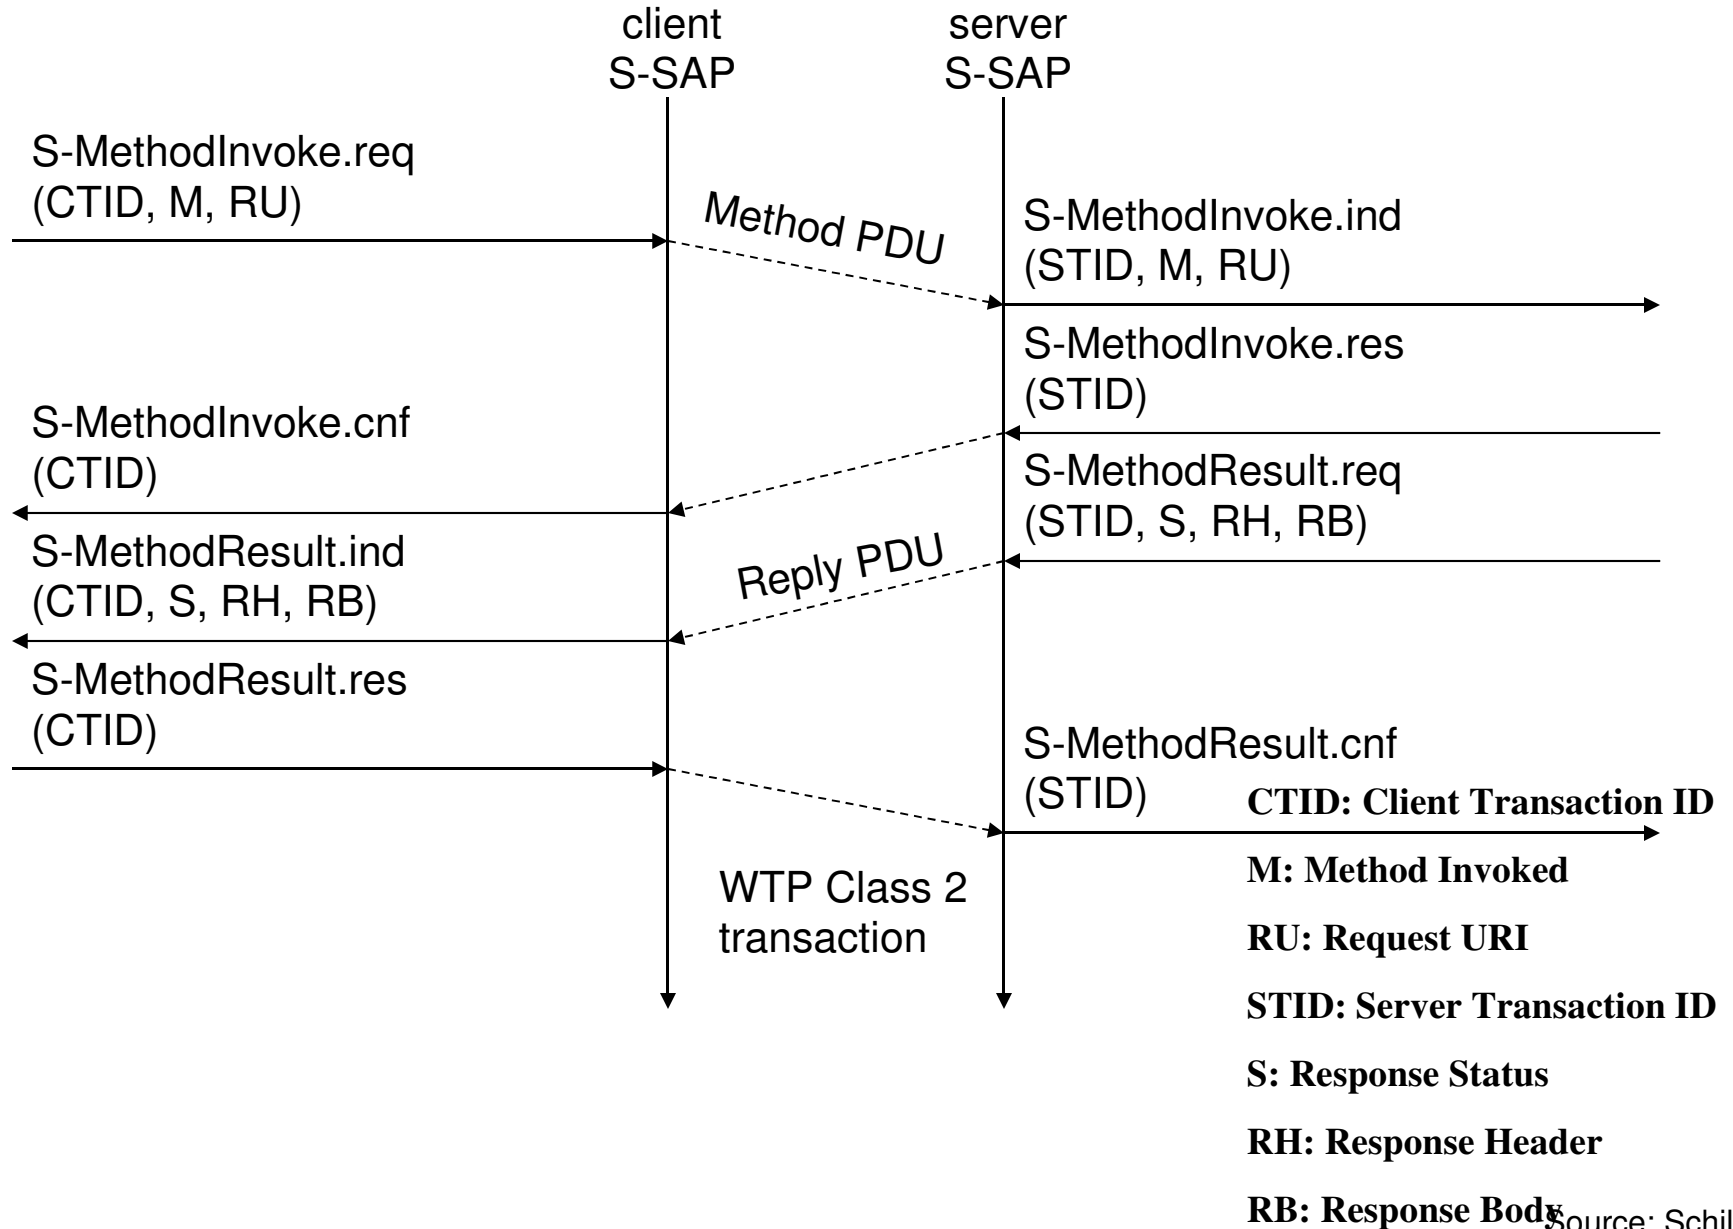 client
S-SAP
server
S-SAP
S-MethodInvoke.req
(CTID, M, RU)
Method PDU
S-MethodInvoke.ind
(STID, M, RU)
S-MethodInvoke.res
(STID)
S-MethodInvoke.cnf
(CTID)
S-MethodResult.req
(STID, S, RH, RB)
S-MethodResult.ind
(CTID, S, RH, RB)
Reply PDU
S-MethodResult.res
(CTID)
S-MethodResult.cnf
(STID)
WTP Class 2
transaction
CTID: Client Transaction ID
M: Method Invoked
RU: Request URI
STID: Server Transaction ID
S: Response Status
RH: Response Header
RB: Response Body
Source: Schil